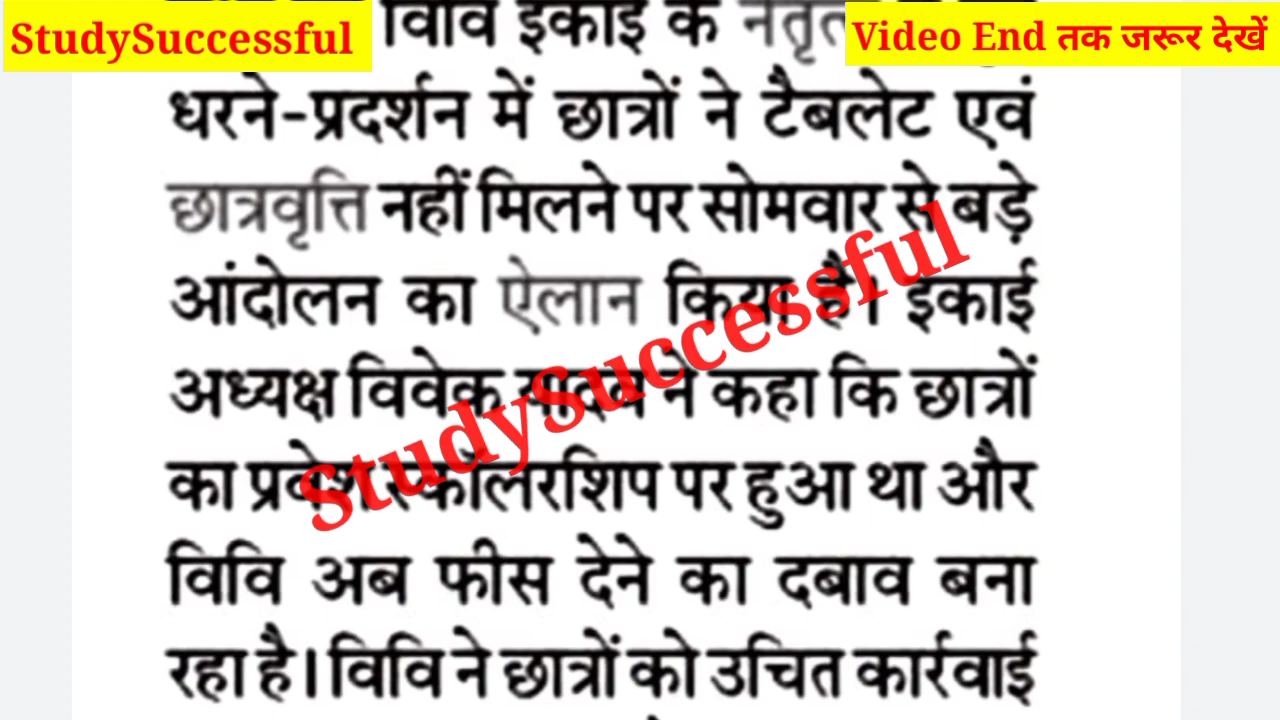 StudySuccessful
Video End तक जरूर देखें
विवि इकाई के
धरने-प्रदर्शन में छात्रों ने टैबलेट एवं
छात्रवृत्ति नहीं मिलने पर सोमवार से बड़े
आंदोलन का ऐलान किया है। इकाई
अध्यक्ष विवेक यादव ने कहा कि छात्रों
का प्रवेश स्कॉलरशिप पर हुआ था और
विवि अब फीस देने का दबाव बना
रहा है। विवि ने छात्रों को उचित कार्रवाई
StudySuccessful